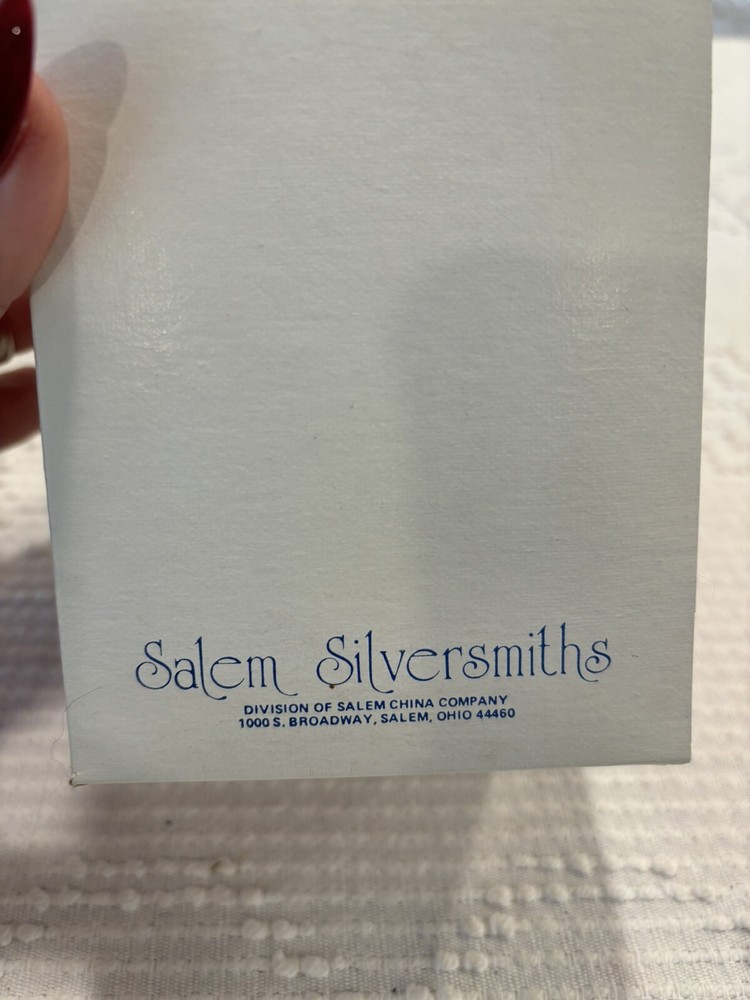 Salem Silversmiths
DIVISION OF SALEM CHINA COMPANY
1000 S. BROADWAY, SALEM, OHIO 44460